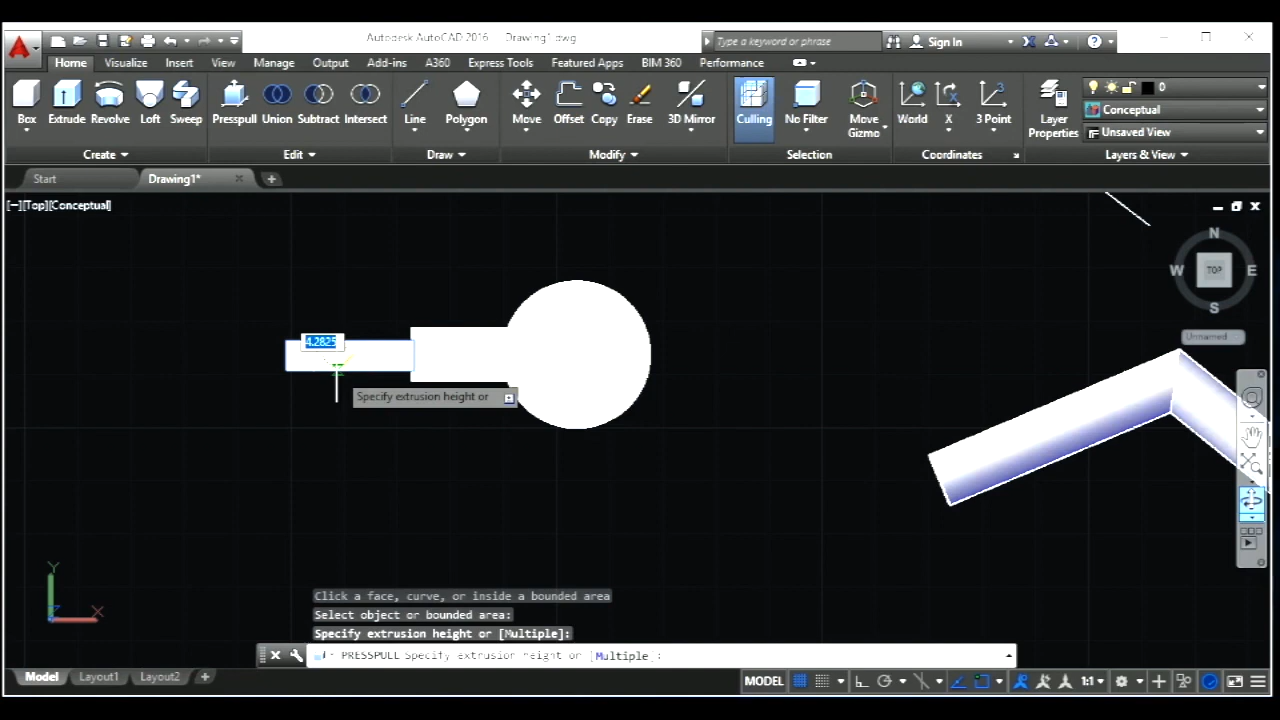 Autodesk AutoCAD 2016 Drawing1.dwg
Type a keyword or phrase
Sign In
Home Visualize Insert View Manage Output Add-ins A360 Express Tools Featured Apps BIM 360 Performance
Box Extrude Revolve Loft Sweep Presspull Union Subtract Intersect Line Polygon Move Offset Copy Erase 3D Mirror Culling No Filter Move Gizmo World X 3 Point Layer Properties
0
Conceptual
Unsaved View
Create Edit Draw Modify Selection Coordinates Layers & View
Start Drawing1* +
[−][Top][Conceptual]
N
W TOP E
S
Unnamed
4.2825
Specify extrusion height or
Y
X
Click a face, curve, or inside a bounded area
Select object or bounded area:
Specify extrusion height or [Multiple]:
PRESSPULL Specify extrusion height or [Multiple]:
Model Layout1 Layout2 +
MODEL 1:1